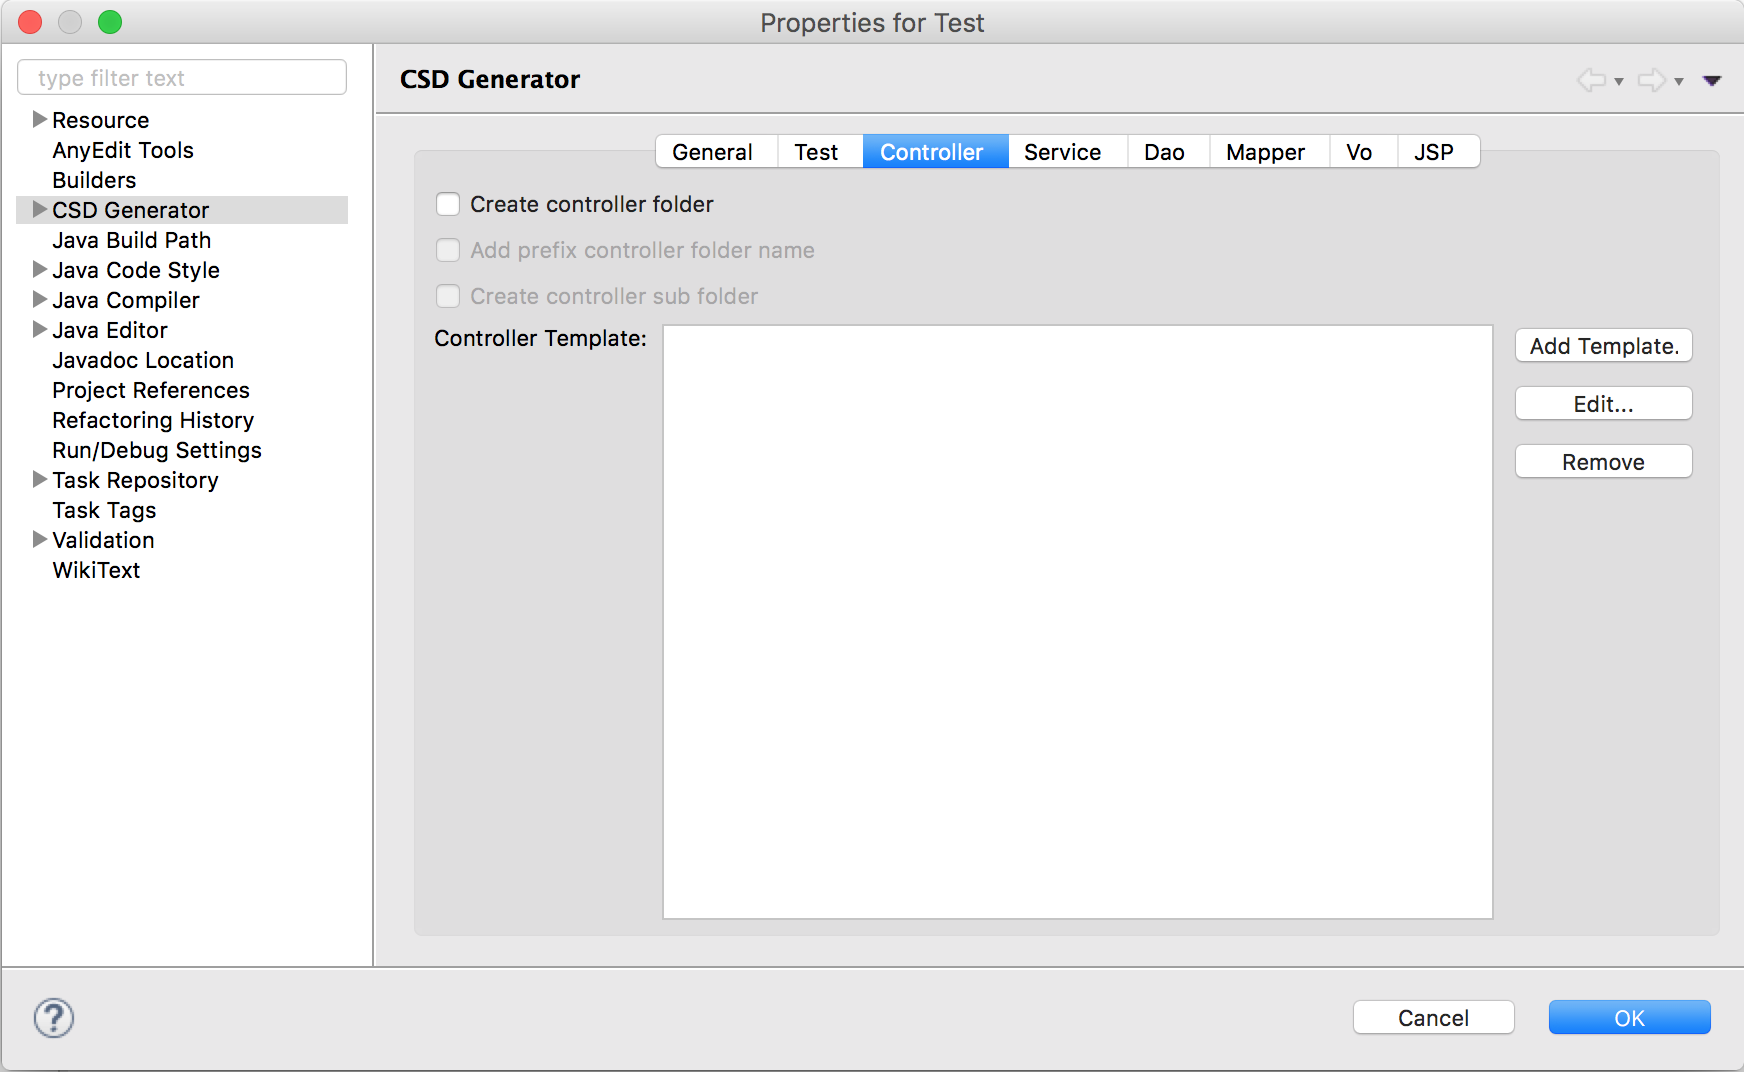 Properties for Test
type filter text
Resource
AnyEdit Tools
Builders
CSD Generator
Java Build Path
Java Code Style
Java Compiler
Java Editor
Javadoc Location
Project References
Refactoring History
Run/Debug Settings
Task Repository
Task Tags
Validation
WikiText
CSD Generator
General Test Controller Service Dao Mapper Vo JSP
Create controller folder
Add prefix controller folder name
Create controller sub folder
Controller Template:
Add Template.
Edit...
Remove
?
Cancel OK